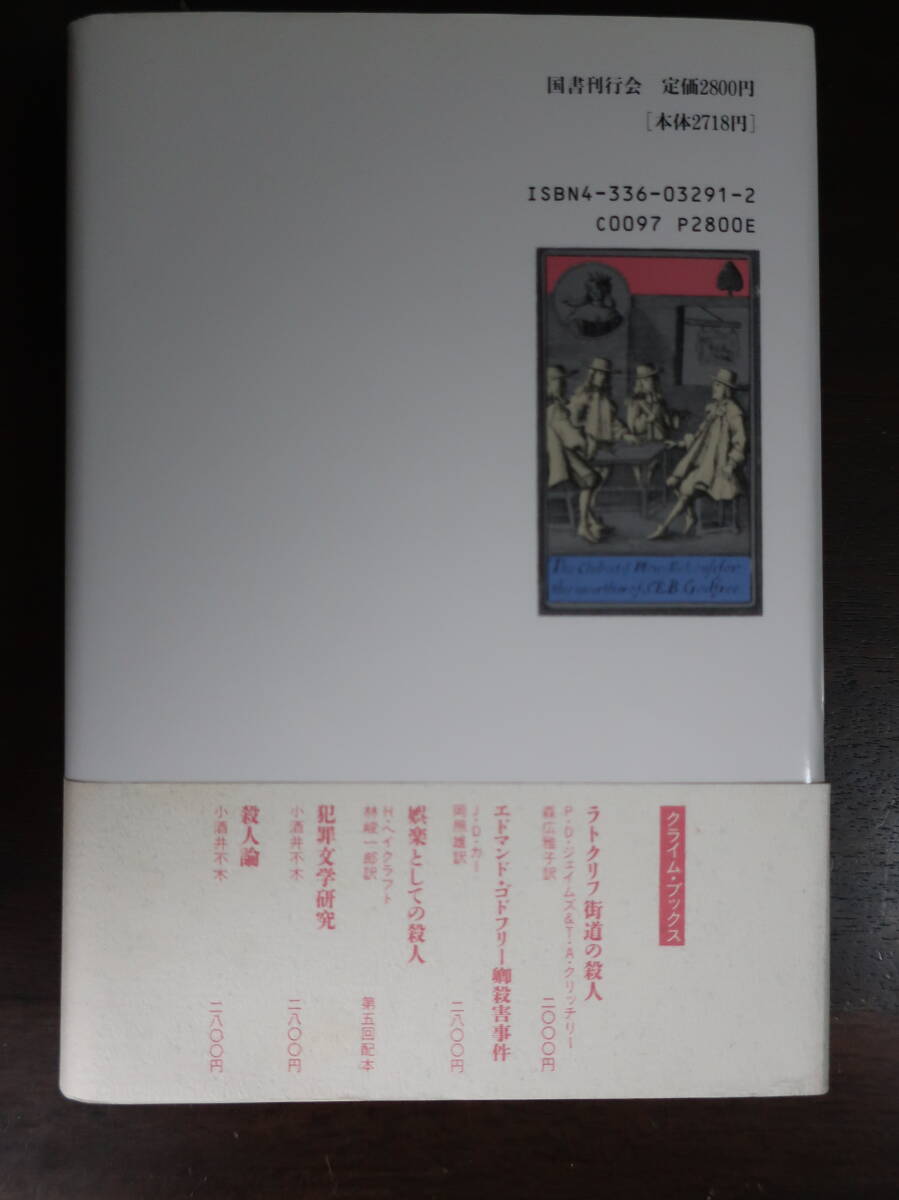 国書刊行会　定価2800円
［本体2718円］
ISBN4-336-03291-2
C0097 P2800E
the murther of S.E.B. Godfree
クライム・ブックス
ラトクリフ街道の殺人
P・D・ジェイムズ&T・A・クリッチリー
森広雅子訳　二〇〇〇円
エドマンド・ゴドフリー卿殺害事件
J・D・カー
岡照雄訳　二八〇〇円
娯楽としての殺人
H・ヘイクラフト
林峻一郎訳　第五回配本
犯罪文学研究
小酒井不木　二八〇〇円
殺人論
小酒井不木　二八〇〇円